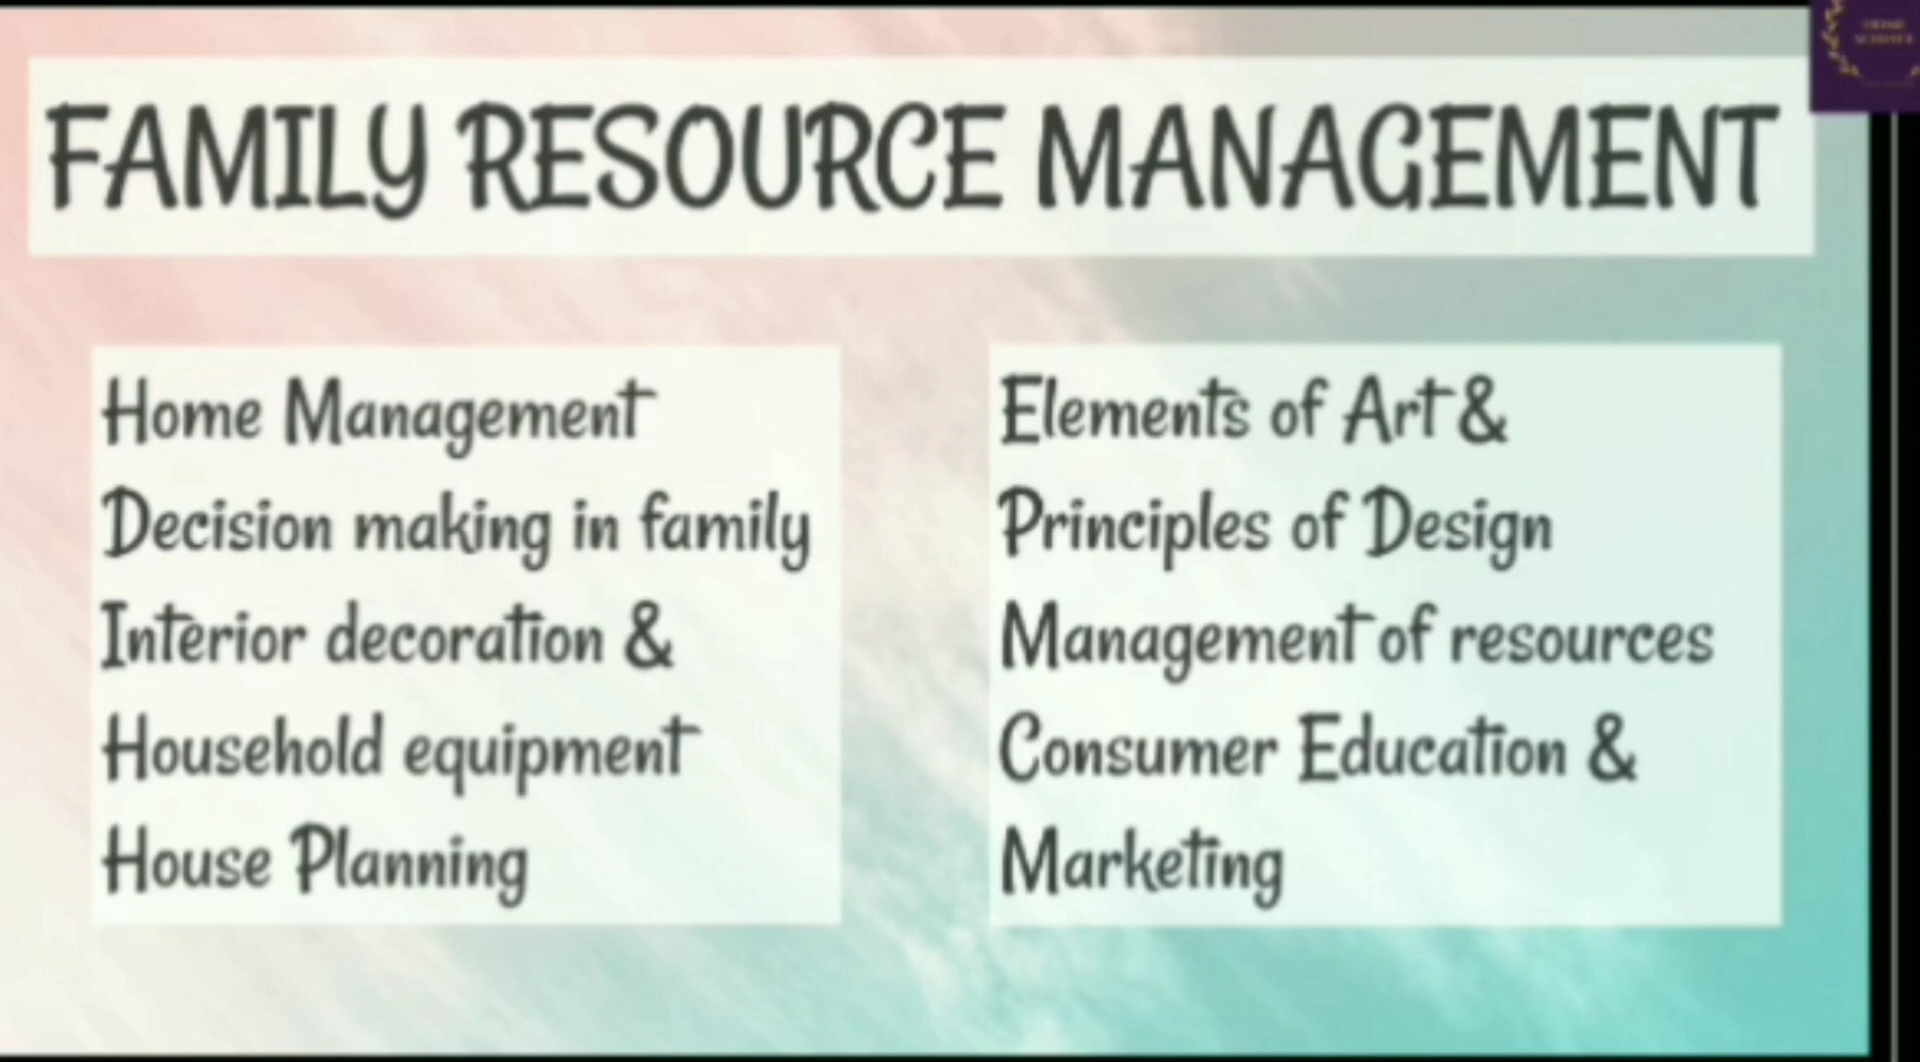 FAMILY RESOURCE MANAGEMENT
Home Management
Decision making in family
Interior decoration &
Household equipment
House Planning
Elements of Art &
Principles of Design
Management of resources
Consumer Education &
Marketing